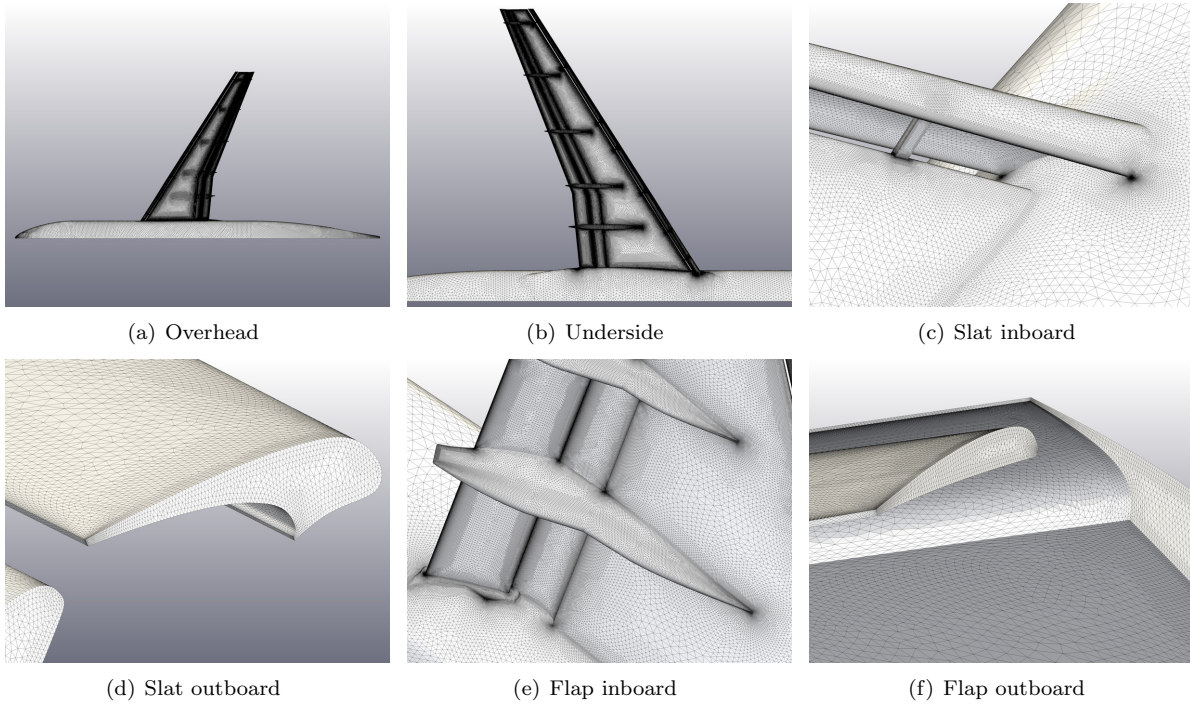 (a) Overhead
(b) Underside
(c) Slat inboard
(d) Slat outboard
(e) Flap inboard
(f) Flap outboard